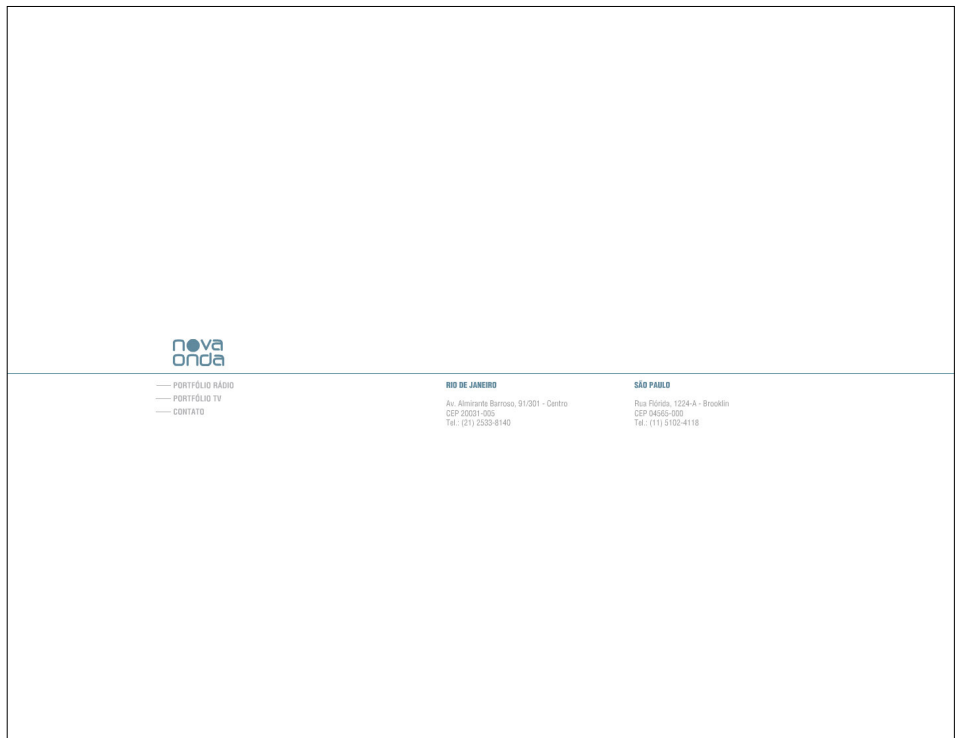 nova
onda
PORTFÓLIO RÁDIO
PORTFÓLIO TV
CONTATO
RIO DE JANEIRO
Av. Almirante Barroso, 91/301 - Centro
CEP 20031-005
Tel.: (21) 2533-8140
SÃO PAULO
Rua Flórida, 1224-A - Brooklin
CEP 04565-000
Tel.: (11) 5102-4118